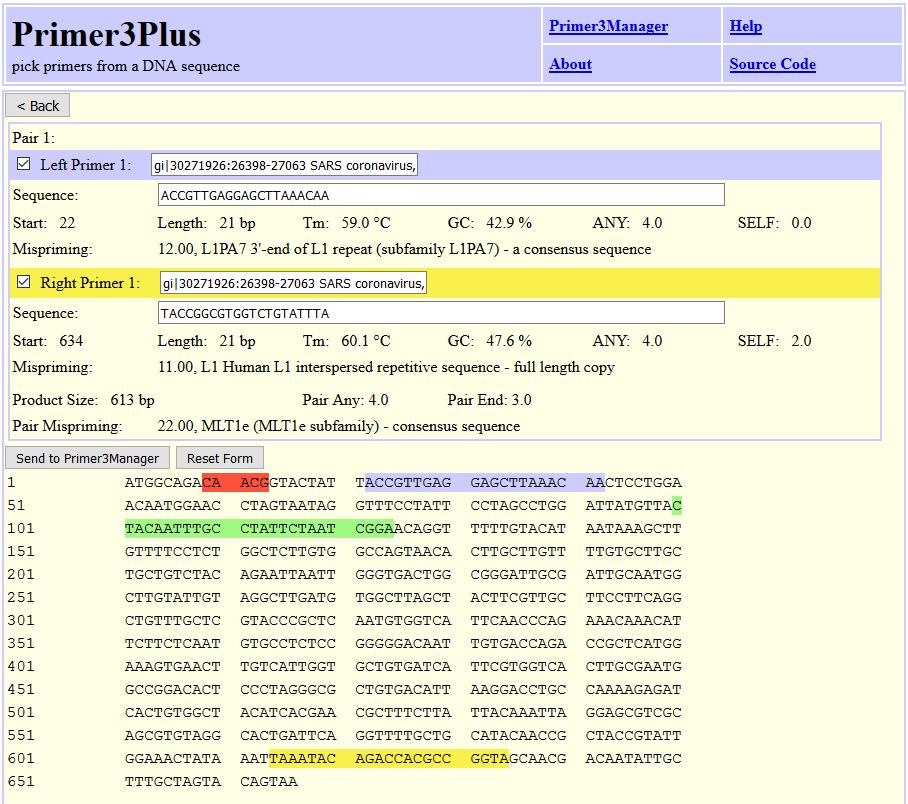 Primer3Plus
pick primers from a DNA sequence
Primer3Manager Help
About Source Code
< Back
Pair 1:
Left Primer 1: gi|30271926:26398-27063 SARS coronavirus,
Sequence: ACCGTTGAGGAGCTTAAACAA
Start: 22 Length: 21 bp Tm: 59.0 °C GC: 42.9 % ANY: 4.0 SELF: 0.0
Mispriming: 12.00, L1PA7 3'-end of L1 repeat (subfamily L1PA7) - a consensus sequence
Right Primer 1: gi|30271926:26398-27063 SARS coronavirus,
Sequence: TACCGGCGTGGTCTGTATTTA
Start: 634 Length: 21 bp Tm: 60.1 °C GC: 47.6 % ANY: 4.0 SELF: 2.0
Mispriming: 11.00, L1 Human L1 interspersed repetitive sequence - full length copy
Product Size: 613 bp Pair Any: 4.0 Pair End: 3.0
Pair Mispriming: 22.00, MLT1e (MLT1e subfamily) - consensus sequence
Send to Primer3Manager Reset Form
1 ATGGCAGACA ACGGTACTAT TACCGTTGAG GAGCTTAAAC AACTCCTGGA
51 ACAATGGAAC CTAGTAATAG GTTTCCTATT CCTAGCCTGG ATTATGTTAC
101 TACAATTTGC CTATTCTAAT CGGAACAGGT TTTTGTACAT AATAAAGCTT
151 GTTTTCCTCT GGCTCTTGTG GCCAGTAACA CTTGCTTGTT TTGTGCTTGC
201 TGCTGTCTAC AGAATTAATT GGGTGACTGG CGGGATTGCG ATTGCAATGG
251 CTTGTATTGT AGGCTTGATG TGGCTTAGCT ACTTCGTTGC TTCCTTCAGG
301 CTGTTTGCTC GTACCCGCTC AATGTGGTCA TTCAACCCAG AAACAAACAT
351 TCTTCTCAAT GTGCCTCTCC GGGGGACAAT TGTGACCAGA CCGCTCATGG
401 AAAGTGAACT TGTCATTGGT GCTGTGATCA TTCGTGGTCA CTTGCGAATG
451 GCCGGACACT CCCTAGGGCG CTGTGACATT AAGGACCTGC CAAAAGAGAT
501 CACTGTGGCT ACATCACGAA CGCTTTCTTA TTACAAATTA GGAGCGTCGC
551 AGCGTGTAGG CACTGATTCA GGTTTTGCTG CATACAACCG CTACCGTATT
601 GGAAACTATA AATTAAATAC AGACCACGCC GGTAGCAACG ACAATATTGC
651 TTTGCTAGTA CAGTAA